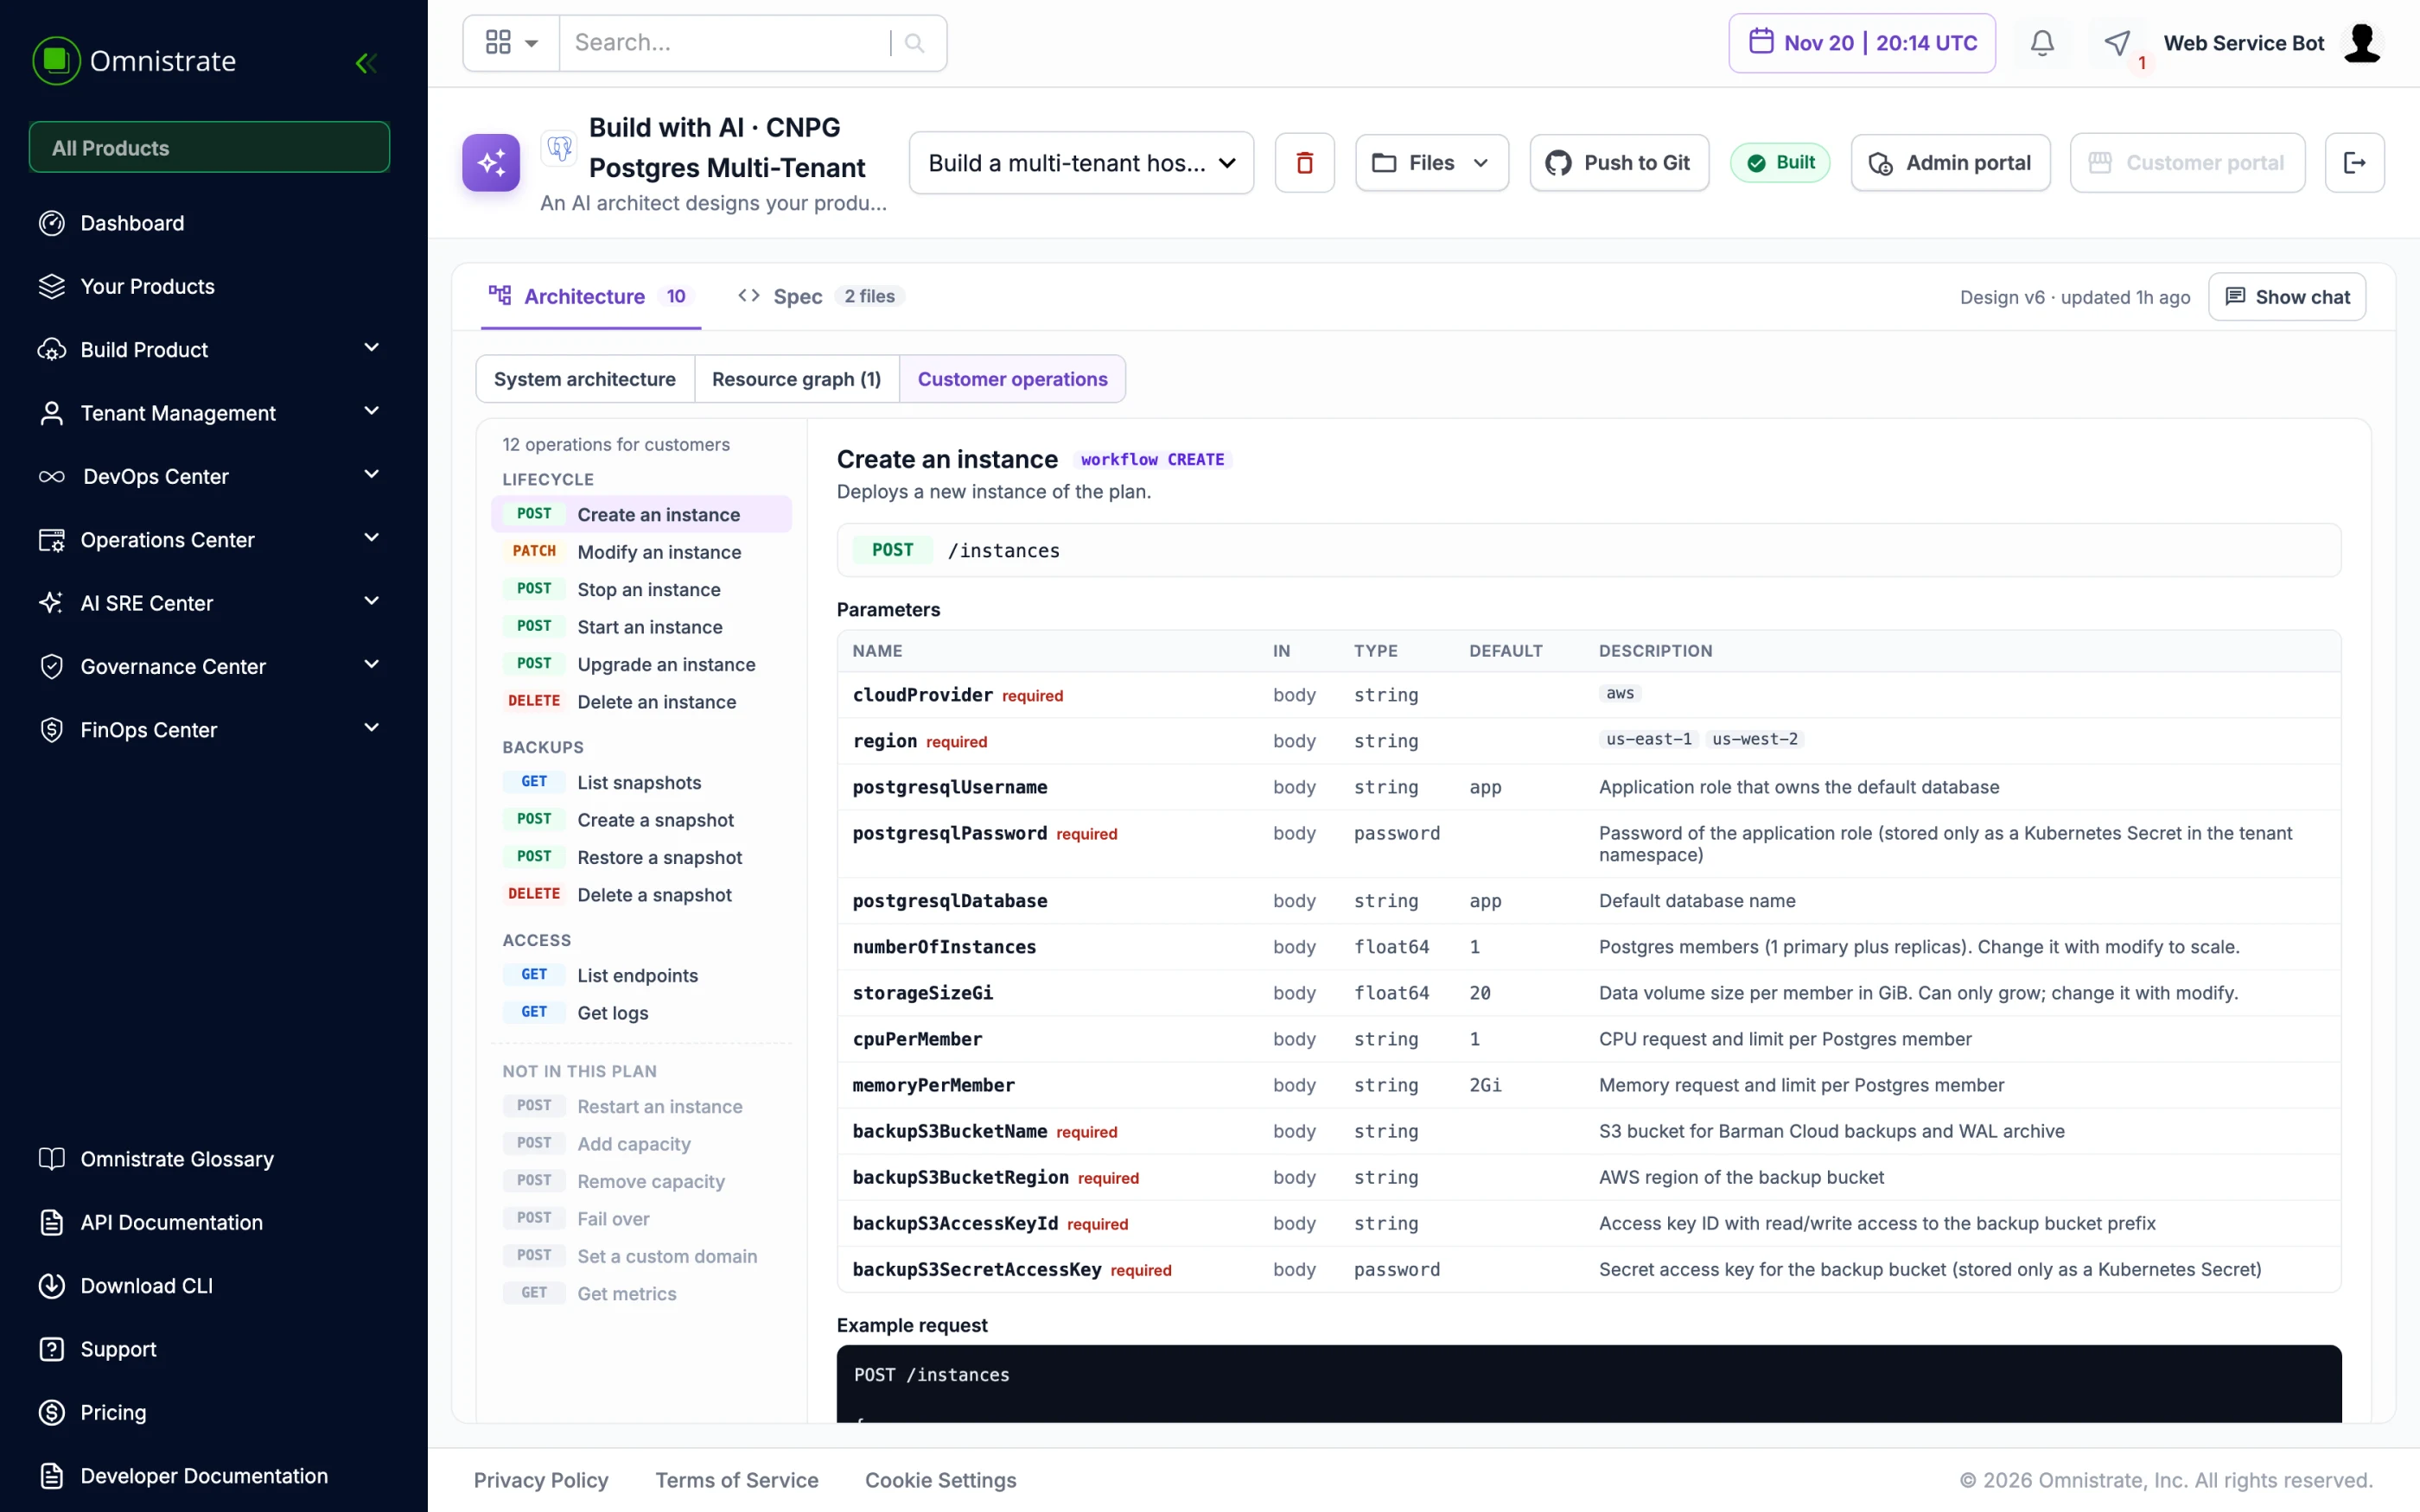 Omnistrate
All Products
Dashboard
Your Products
Build Product
Tenant Management
DevOps Center
Operations Center
AI SRE Center
Governance Center
FinOps Center
Omnistrate Glossary
API Documentation
Download CLI
Support
Pricing
Developer Documentation
Search...
Nov 20 | 20:14 UTC
1
Web Service Bot
Build with AI · CNPG
Postgres Multi-Tenant
An AI architect designs your produ...
Build a multi-tenant hos...
Files
Push to Git
Built
Admin portal
Customer portal
Architecture 10
Spec 2 files
Design v6 · updated 1h ago
Show chat
System architecture
Resource graph (1)
Customer operations
12 operations for customers
LIFECYCLE
POST Create an instance
PATCH Modify an instance
POST Stop an instance
POST Start an instance
POST Upgrade an instance
DELETE Delete an instance
BACKUPS
GET List snapshots
POST Create a snapshot
POST Restore a snapshot
DELETE Delete a snapshot
ACCESS
GET List endpoints
GET Get logs
NOT IN THIS PLAN
POST Restart an instance
POST Add capacity
POST Remove capacity
POST Fail over
POST Set a custom domain
GET Get metrics
Create an instance workflow CREATE
Deploys a new instance of the plan.
POST /instances
Parameters
NAME IN TYPE DEFAULT DESCRIPTION
cloudProvider required body string aws
region required body string us-east-1 us-west-2
postgresqlUsername body string app Application role that owns the default database
postgresqlPassword required body password Password of the application role (stored only as a Kubernetes Secret in the tenant
namespace)
postgresqlDatabase body string app Default database name
numberOfInstances body float64 1 Postgres members (1 primary plus replicas). Change it with modify to scale.
storageSizeGi body float64 20 Data volume size per member in GiB. Can only grow; change it with modify.
cpuPerMember body string 1 CPU request and limit per Postgres member
memoryPerMember body string 2Gi Memory request and limit per Postgres member
backupS3BucketName required body string S3 bucket for Barman Cloud backups and WAL archive
backupS3BucketRegion required body string AWS region of the backup bucket
backupS3AccessKeyId required body string Access key ID with read/write access to the backup bucket prefix
backupS3SecretAccessKey required body password Secret access key for the backup bucket (stored only as a Kubernetes Secret)
Example request
POST /instances
Privacy Policy
Terms of Service
Cookie Settings
© 2026 Omnistrate, Inc. All rights reserved.